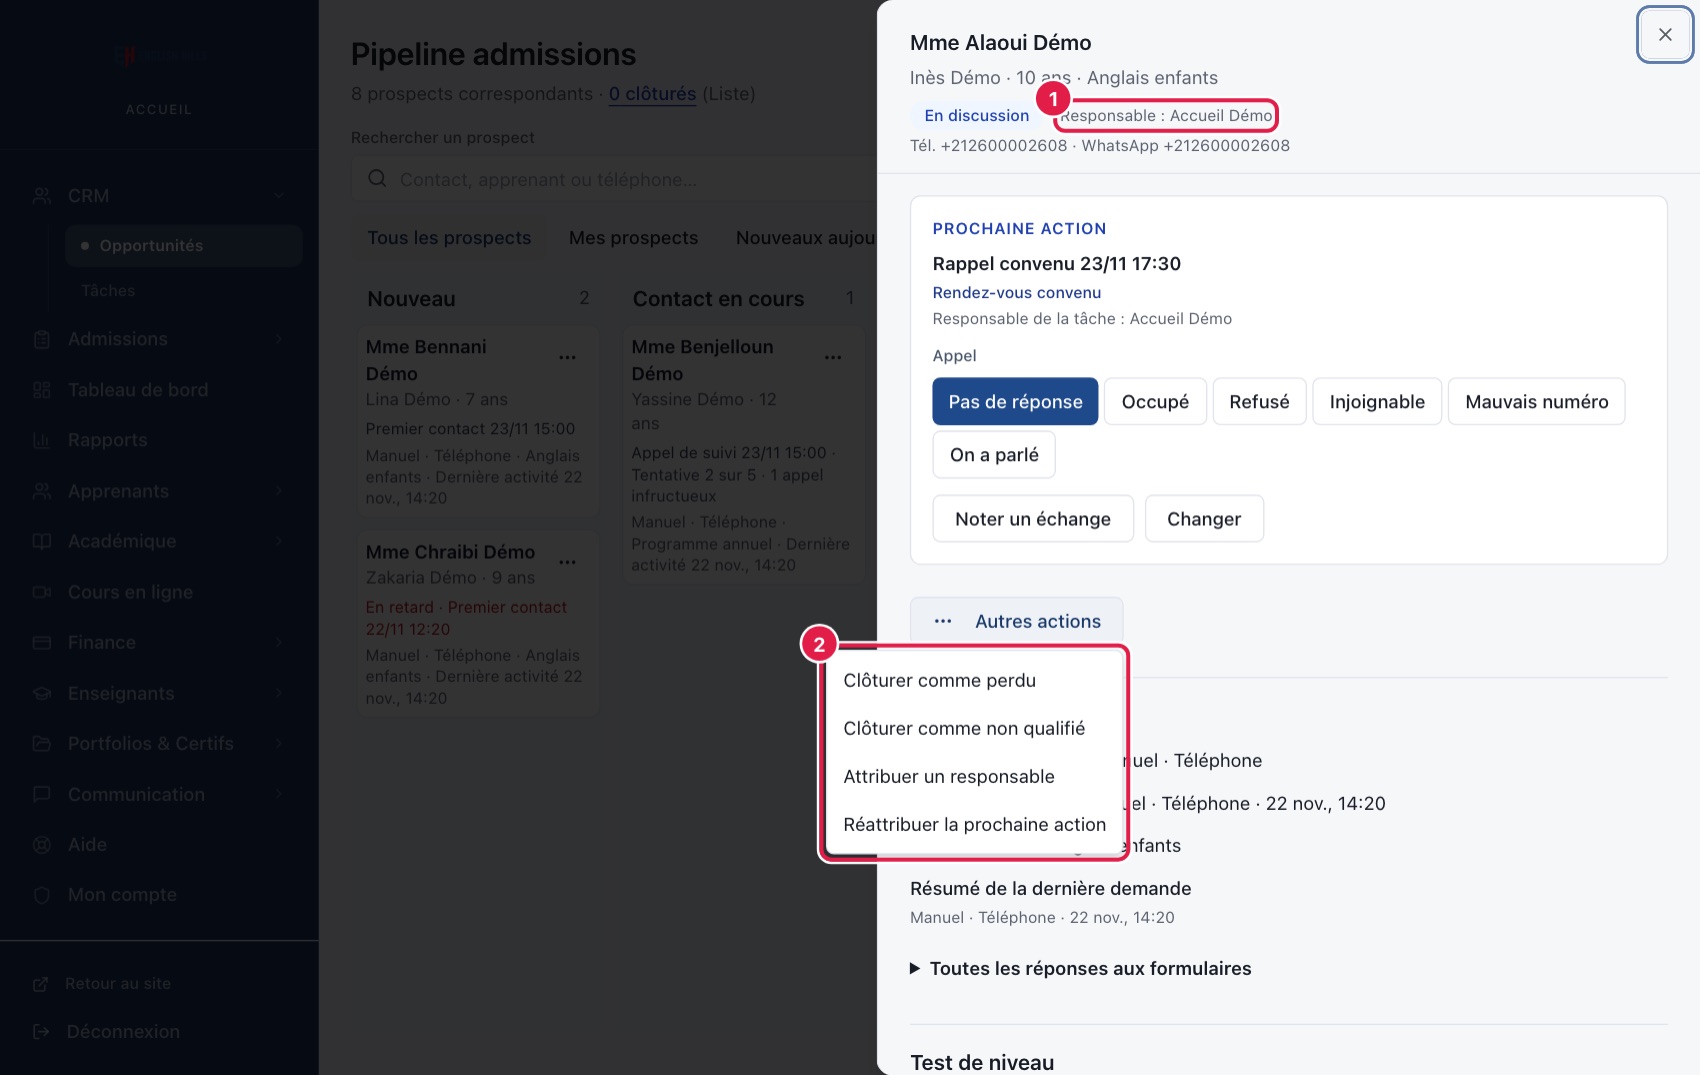 ACCUEIL
CRM
Opportunités
Tâches
Admissions
Tableau de bord
Rapports
Apprenants
Académique
Cours en ligne
Finance
Enseignants
Portfolios & Certifs
Communication
Aide
Mon compte
Retour au site
Déconnexion
Pipeline admissions
8 prospects correspondants · 0 clôturés (Liste)
Rechercher un prospect
Contact, apprenant ou téléphone...
Tous les prospects
Mes prospects
Nouveaux aujou
Nouveau 2
Mme Bennani
Démo
Lina Démo · 7 ans
Premier contact 23/11 15:00
Manuel · Téléphone · Anglais
enfants · Dernière activité 22
nov., 14:20
Mme Chraibi Démo
Zakaria Démo · 9 ans
En retard · Premier contact
22/11 12:20
Manuel · Téléphone · Anglais
enfants · Dernière activité 22
nov., 14:20
Contact en cours 1
Mme Benjelloun
Démo
Yassine Démo · 12
ans
Appel de suivi 23/11 15:00 ·
Tentative 2 sur 5 · 1 appel
infructueux
Manuel · Téléphone ·
Programme annuel · Dernière
activité 22 nov., 14:20
Mme Alaoui Démo
Inès Démo · 10 ans · Anglais enfants
1
En discussion
Responsable : Accueil Démo
Tél. +212600002608 · WhatsApp +212600002608
PROCHAINE ACTION
Rappel convenu 23/11 17:30
Rendez-vous convenu
Responsable de la tâche : Accueil Démo
Appel
Pas de réponse
Occupé
Refusé
Injoignable
Mauvais numéro
On a parlé
Noter un échange
Changer
Autres actions
2
Clôturer comme perdu
Clôturer comme non qualifié
Attribuer un responsable
Réattribuer la prochaine action
nuel · Téléphone
uel · Téléphone · 22 nov., 14:20
enfants
Résumé de la dernière demande
Manuel · Téléphone · 22 nov., 14:20
Toutes les réponses aux formulaires
Test de niveau